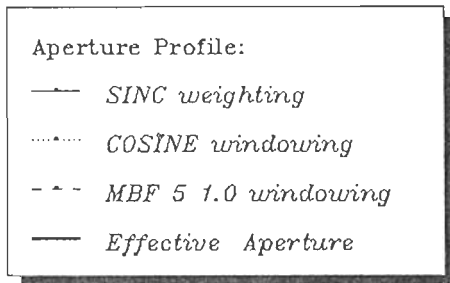 Aperture Profile:
SINC weighting
COSINE windowing
MBF 5 1.0 windowing
Effective Aperture